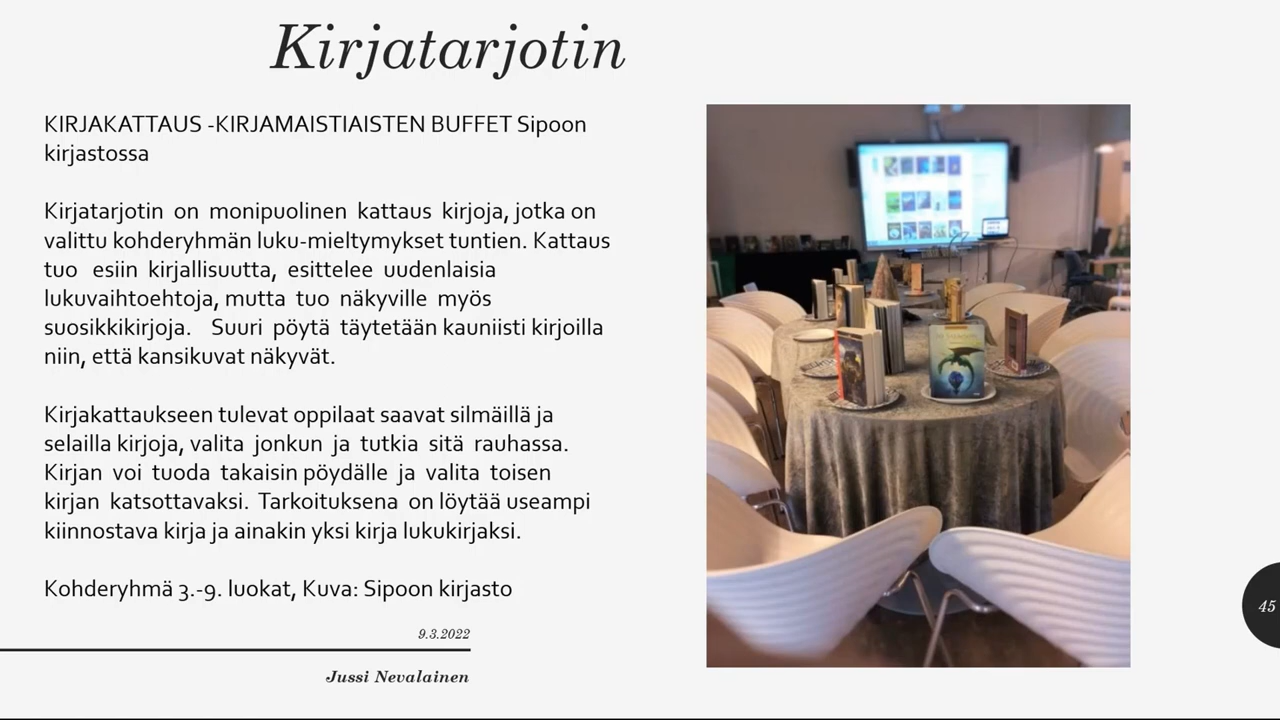 Kirjatarjotin
KIRJAKATTAUS -KIRJAMAISTIAISTEN BUFFET Sipoon
kirjastossa
Kirjatarjotin on monipuolinen kattaus kirjoja, jotka on
valittu kohderyhmän luku-mieltymykset tuntien. Kattaus
tuo esiin kirjallisuutta, esittelee uudenlaisia
lukuvaihtoehtoja, mutta tuo näkyville myös
suosikkikirjoja. Suuri pöytä täytetään kauniisti kirjoilla
niin, että kansikuvat näkyvät.
Kirjakattaukseen tulevat oppilaat saavat silmäillä ja
selailla kirjoja, valita jonkun ja tutkia sitä rauhassa.
Kirjan voi tuoda takaisin pöydälle ja valita toisen
kirjan katsottavaksi. Tarkoituksena on löytää useampi
kiinnostava kirja ja ainakin yksi kirja lukukirjaksi.
Kohderyhmä 3.-9. luokat, Kuva: Sipoon kirjasto
9.3.2022
Jussi Nevalainen
45